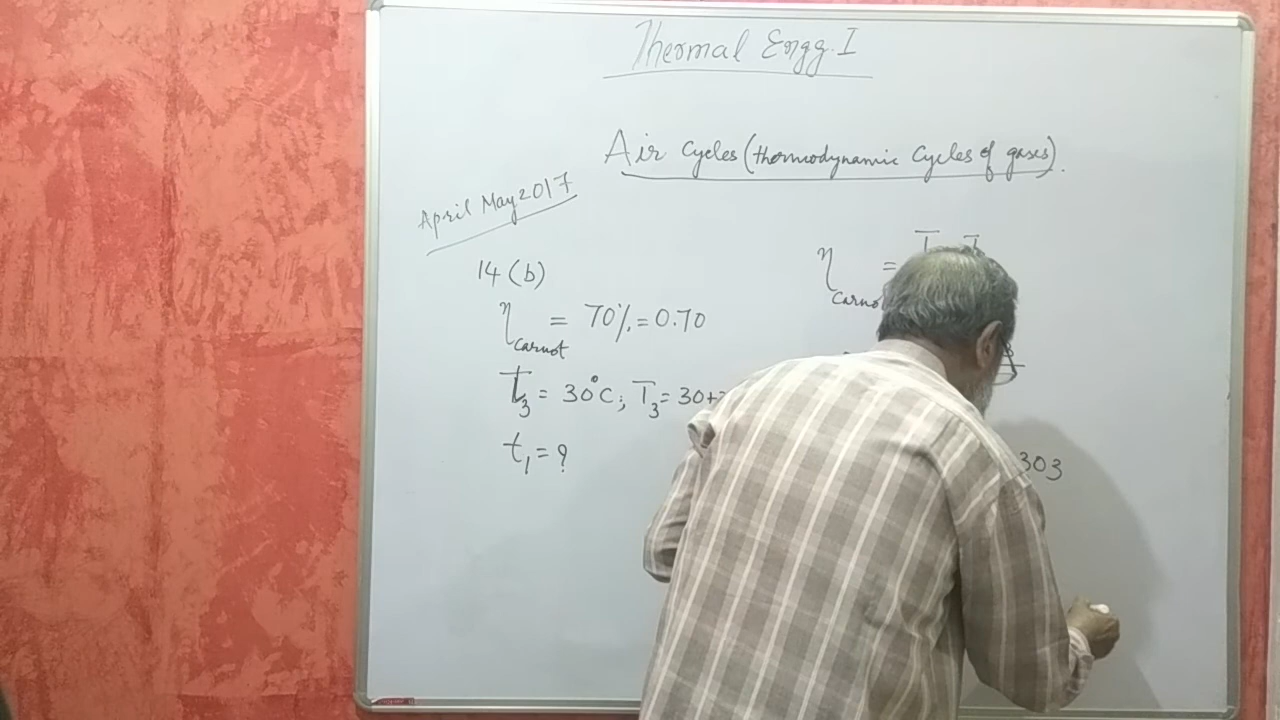 Thermal Engg. I
Air Cycles (thermodynamic Cycles of gases).
April May 2017
14 (b)
η Carnot = 70% = 0.70
T3 = 30°C; T3 = 30+
t1 = ?
η =
303